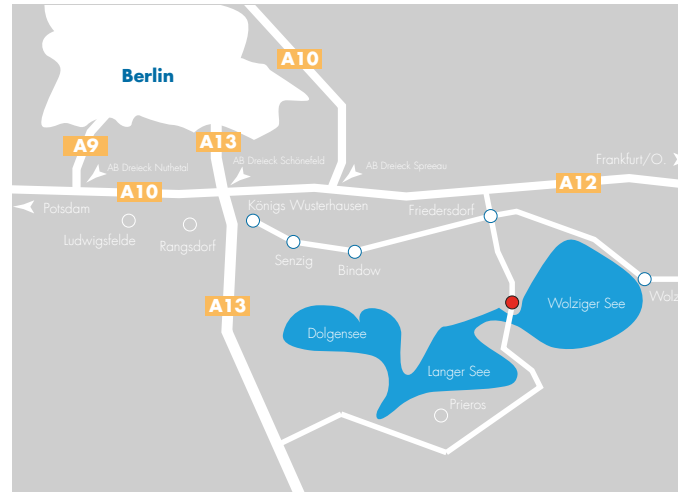 A10
Berlin
A9
A13
AB Dreieck Nuthetal
AB Dreieck Schönefeld
AB Dreieck Spreeau
Frankfurt/O.
A10
A12
Potsdam
Königs Wusterhausen
Friedersdorf
Ludwigsfelde
Rangsdorf
Senzig
Bindow
A13
Wolziger See
Wolz
Dolgensee
Langer See
Prieros